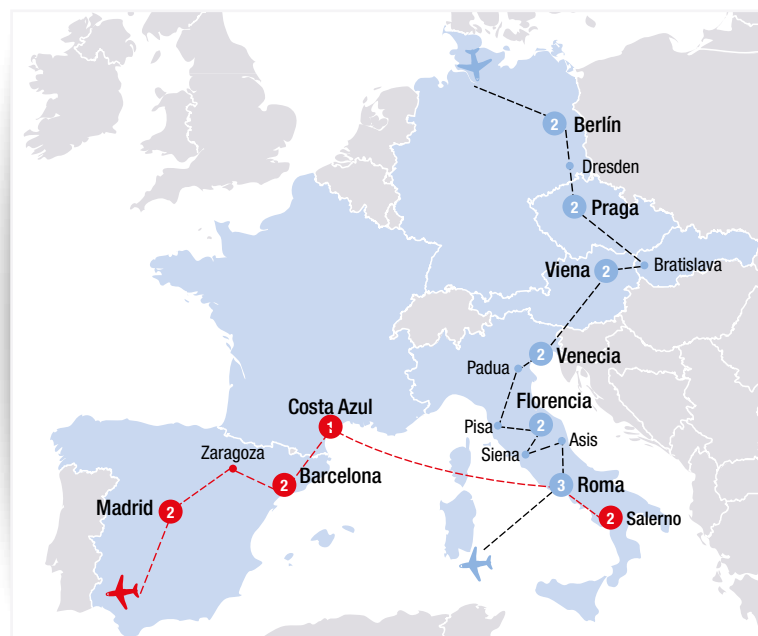 2
Berlín
Dresden
2
Praga
Viena
2
Bratislava
2
Venecia
Padua
Florencia
2
Pisa
Siena
Asis
Costa Azul
1
Zaragoza
2
Barcelona
Madrid
2
3
Roma
2
Salerno